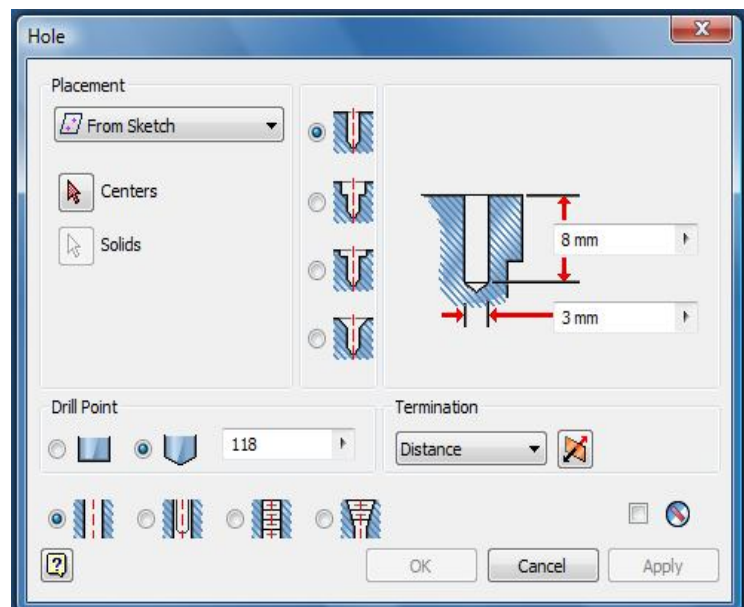 Hole
X
Placement
From Sketch
Centers
Solids
8 mm
3 mm
Drill Point
118
Termination
Distance
?
OK
Cancel
Apply